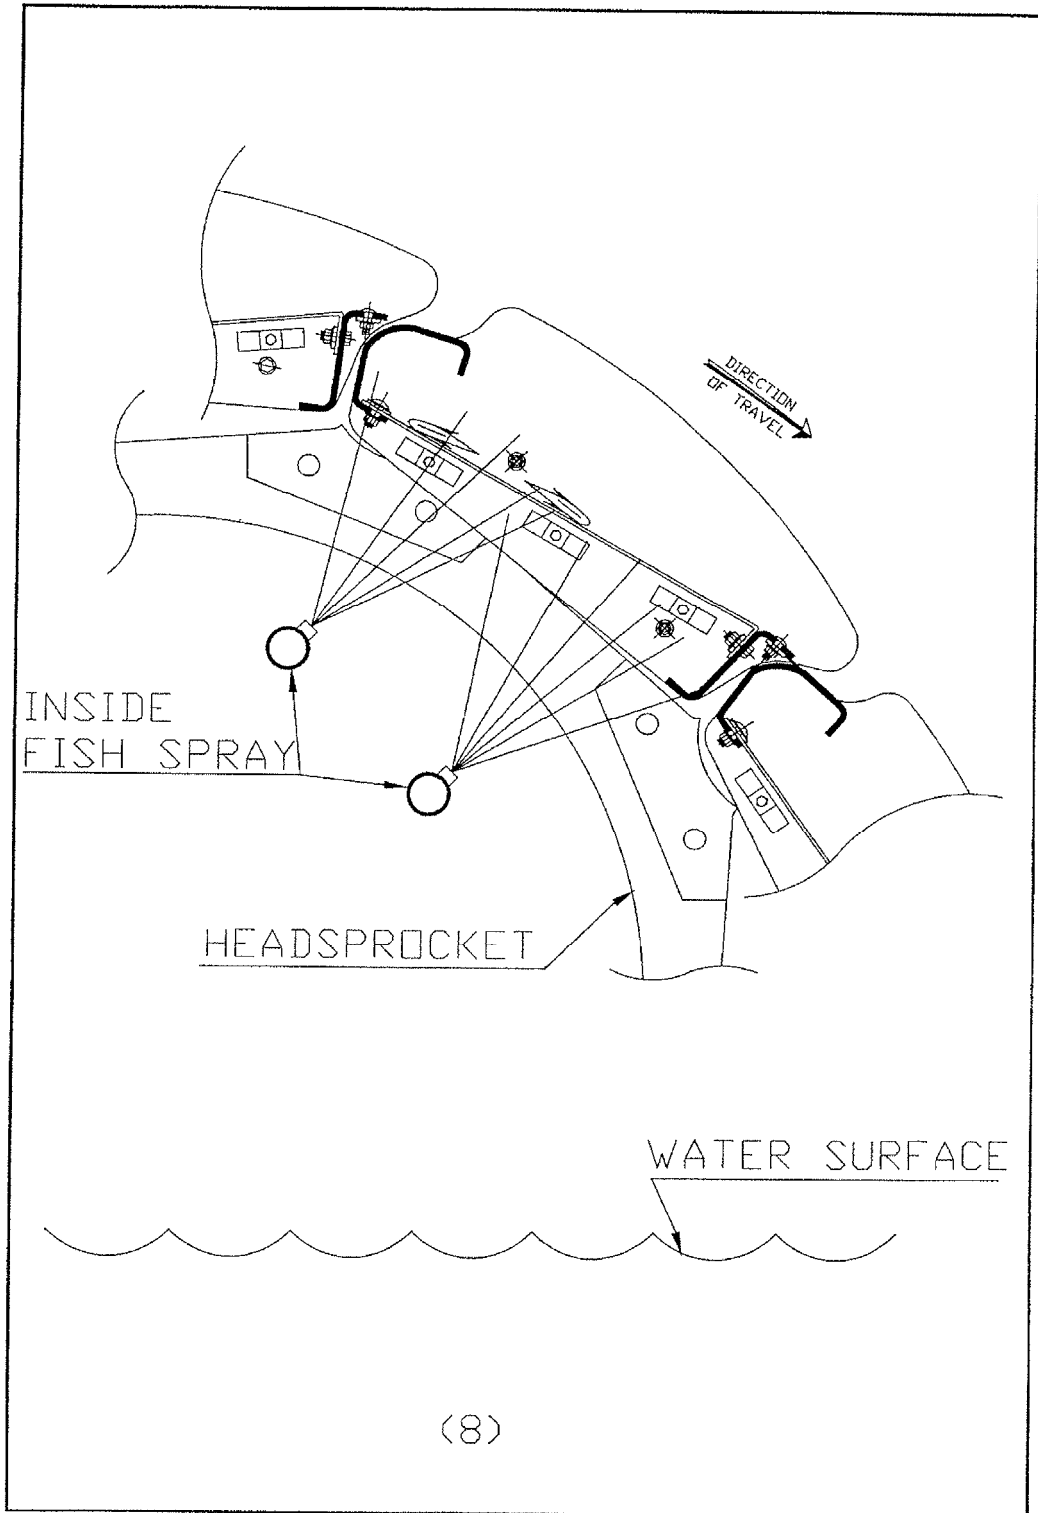 DIRECTION
OF TRAVEL
INSIDE
FISH SPRAY
HEADSPROCKET
WATER SURFACE
(8)